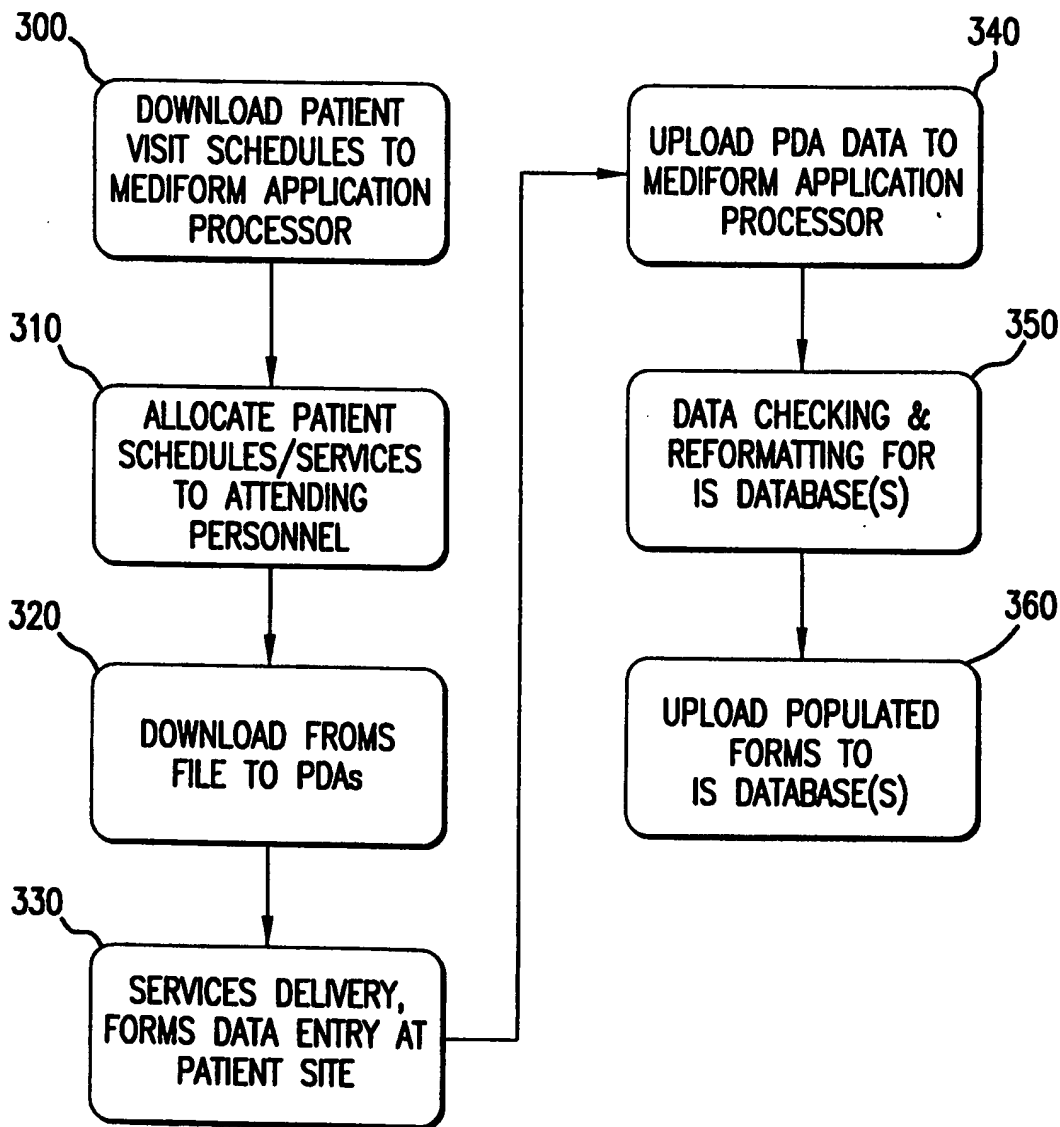 300
DOWNLOAD PATIENT
VISIT SCHEDULES TO
MEDIFORM APPLICATION
PROCESSOR
310
ALLOCATE PATIENT
SCHEDULES/SERVICES
TO ATTENDING
PERSONNEL
320
DOWNLOAD FROMS
FILE TO PDAs
330
SERVICES DELIVERY,
FORMS DATA ENTRY AT
PATIENT SITE
340
UPLOAD PDA DATA TO
MEDIFORM APPLICATION
PROCESSOR
350
DATA CHECKING &
REFORMATTING FOR
IS DATABASE(S)
360
UPLOAD POPULATED
FORMS TO
IS DATABASE(S)